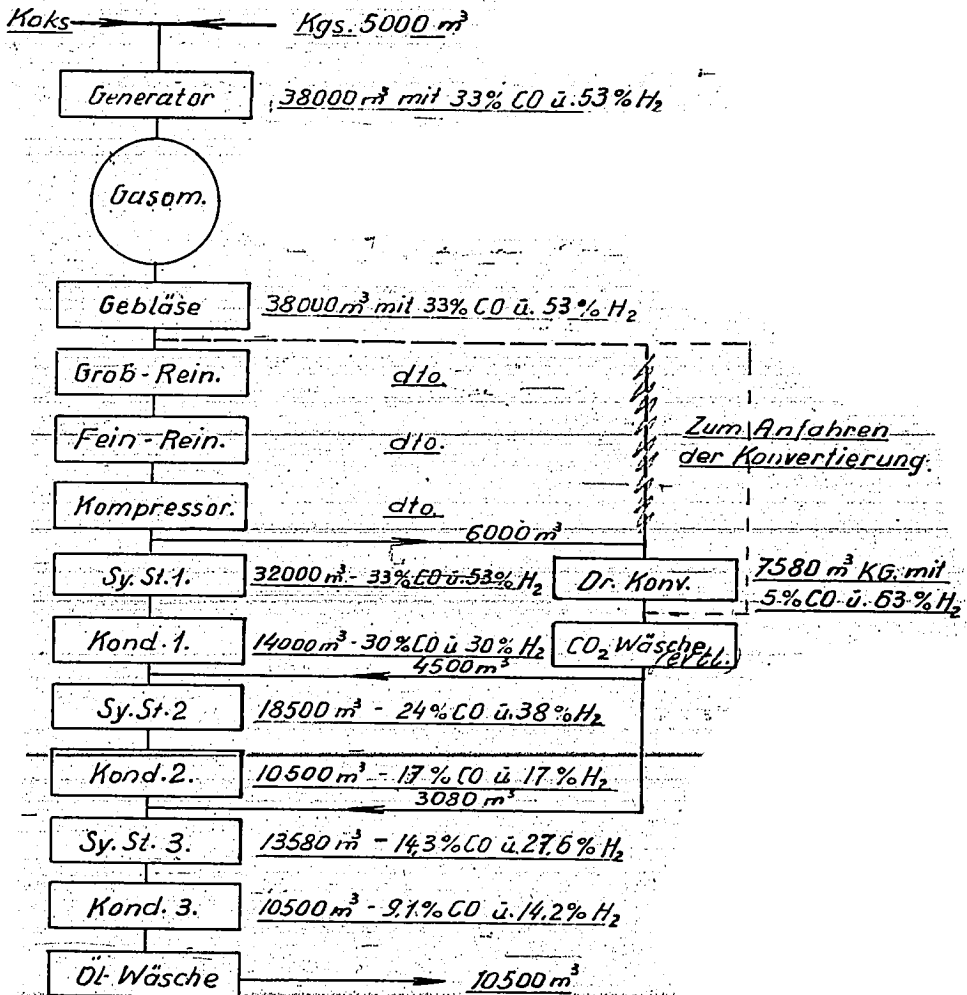 Koks Kgs. 5000 m³
Generator 38000 m³ mit 33% CO ü. 53% H₂
Gasom.
Gebläse 38000 m³ mit 33% CO ü. 53% H₂
Grob-Rein. dto.
Fein-Rein. dto.
Zum Anfahren
der Konvertierung.
Kompressor. dto.
6000 m³
Sy. St. 1. 32000 m³ - 33% CO ü. 53% H₂
Dr. Konv.
7580 m³ KG. mit
5% CO ü. 63% H₂
Kond. 1. 14000 m³ - 30% CO ü 30% H₂
CO₂ Wäsche
(evtl.)
4500 m³
Sy. St. 2 18500 m³ - 24% CO ü. 38% H₂
Kond. 2. 10500 m³ - 17% CO ü 17% H₂
3080 m³
Sy. St. 3. 13580 m³ - 14,3% CO ü. 27,6% H₂
Kond. 3. 10500 m³ - 9.1% CO ü. 14.2% H₂
Öl-Wäsche 10500 m³